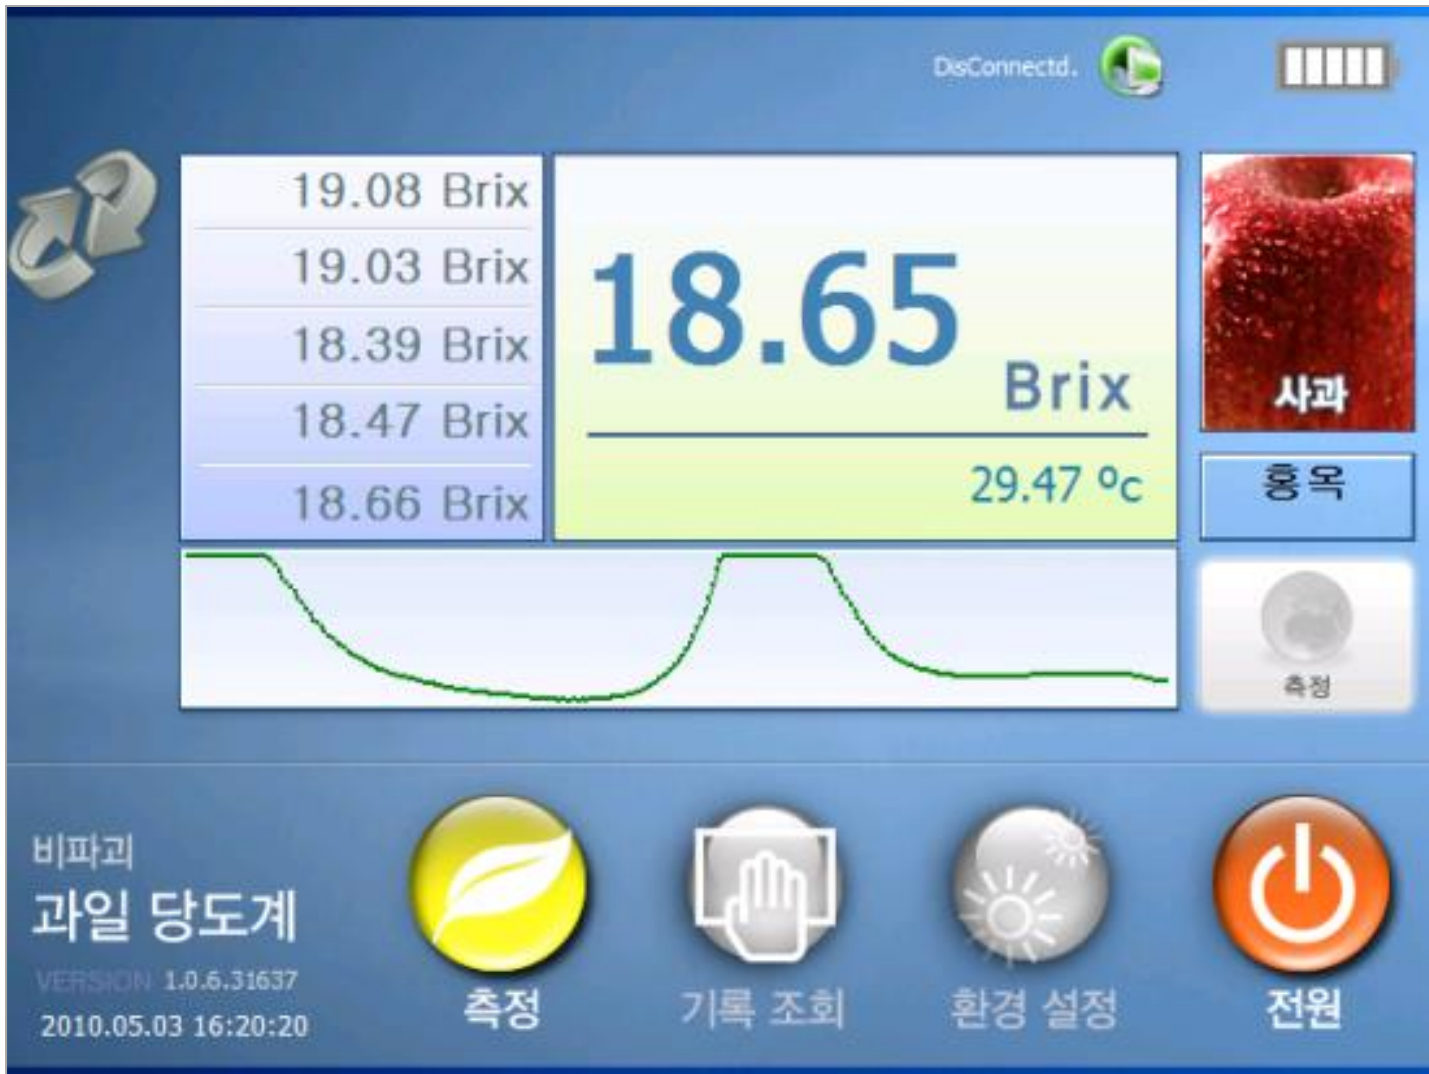 DisConnectd.
19.08 Brix
19.03 Brix
18.39 Brix
18.47 Brix
18.66 Brix
18.65
Brix
29.47 ºc
사과
홍옥
측정
비파괴
과일 당도계
VERSION 1.0.6.31637
2010.05.03 16:20:20
측정
기록 조회
환경 설정
전원